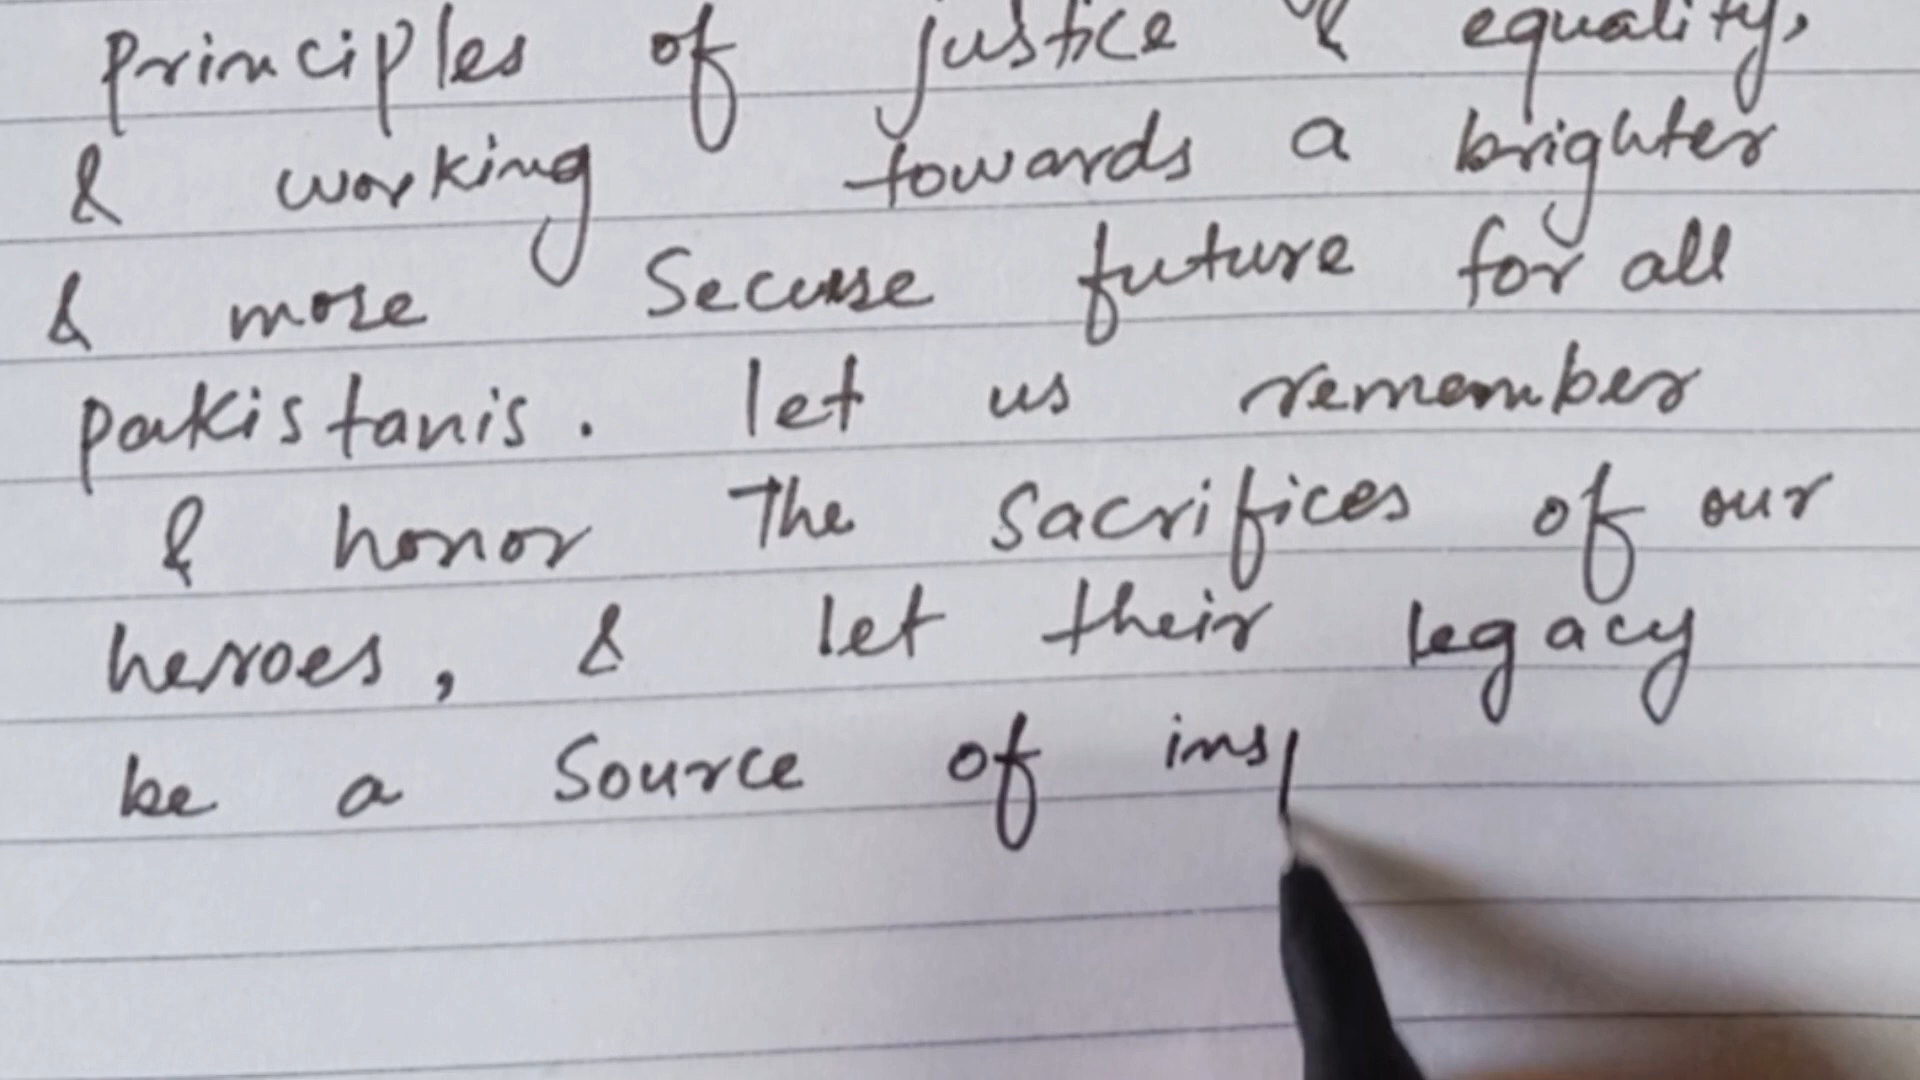 principles of justice & equality,
& working towards a brighter
& more Secure future for all
pakistanis. let us remember
& honor The sacrifices of our
heroes, & let their legacy
be a Source of insp